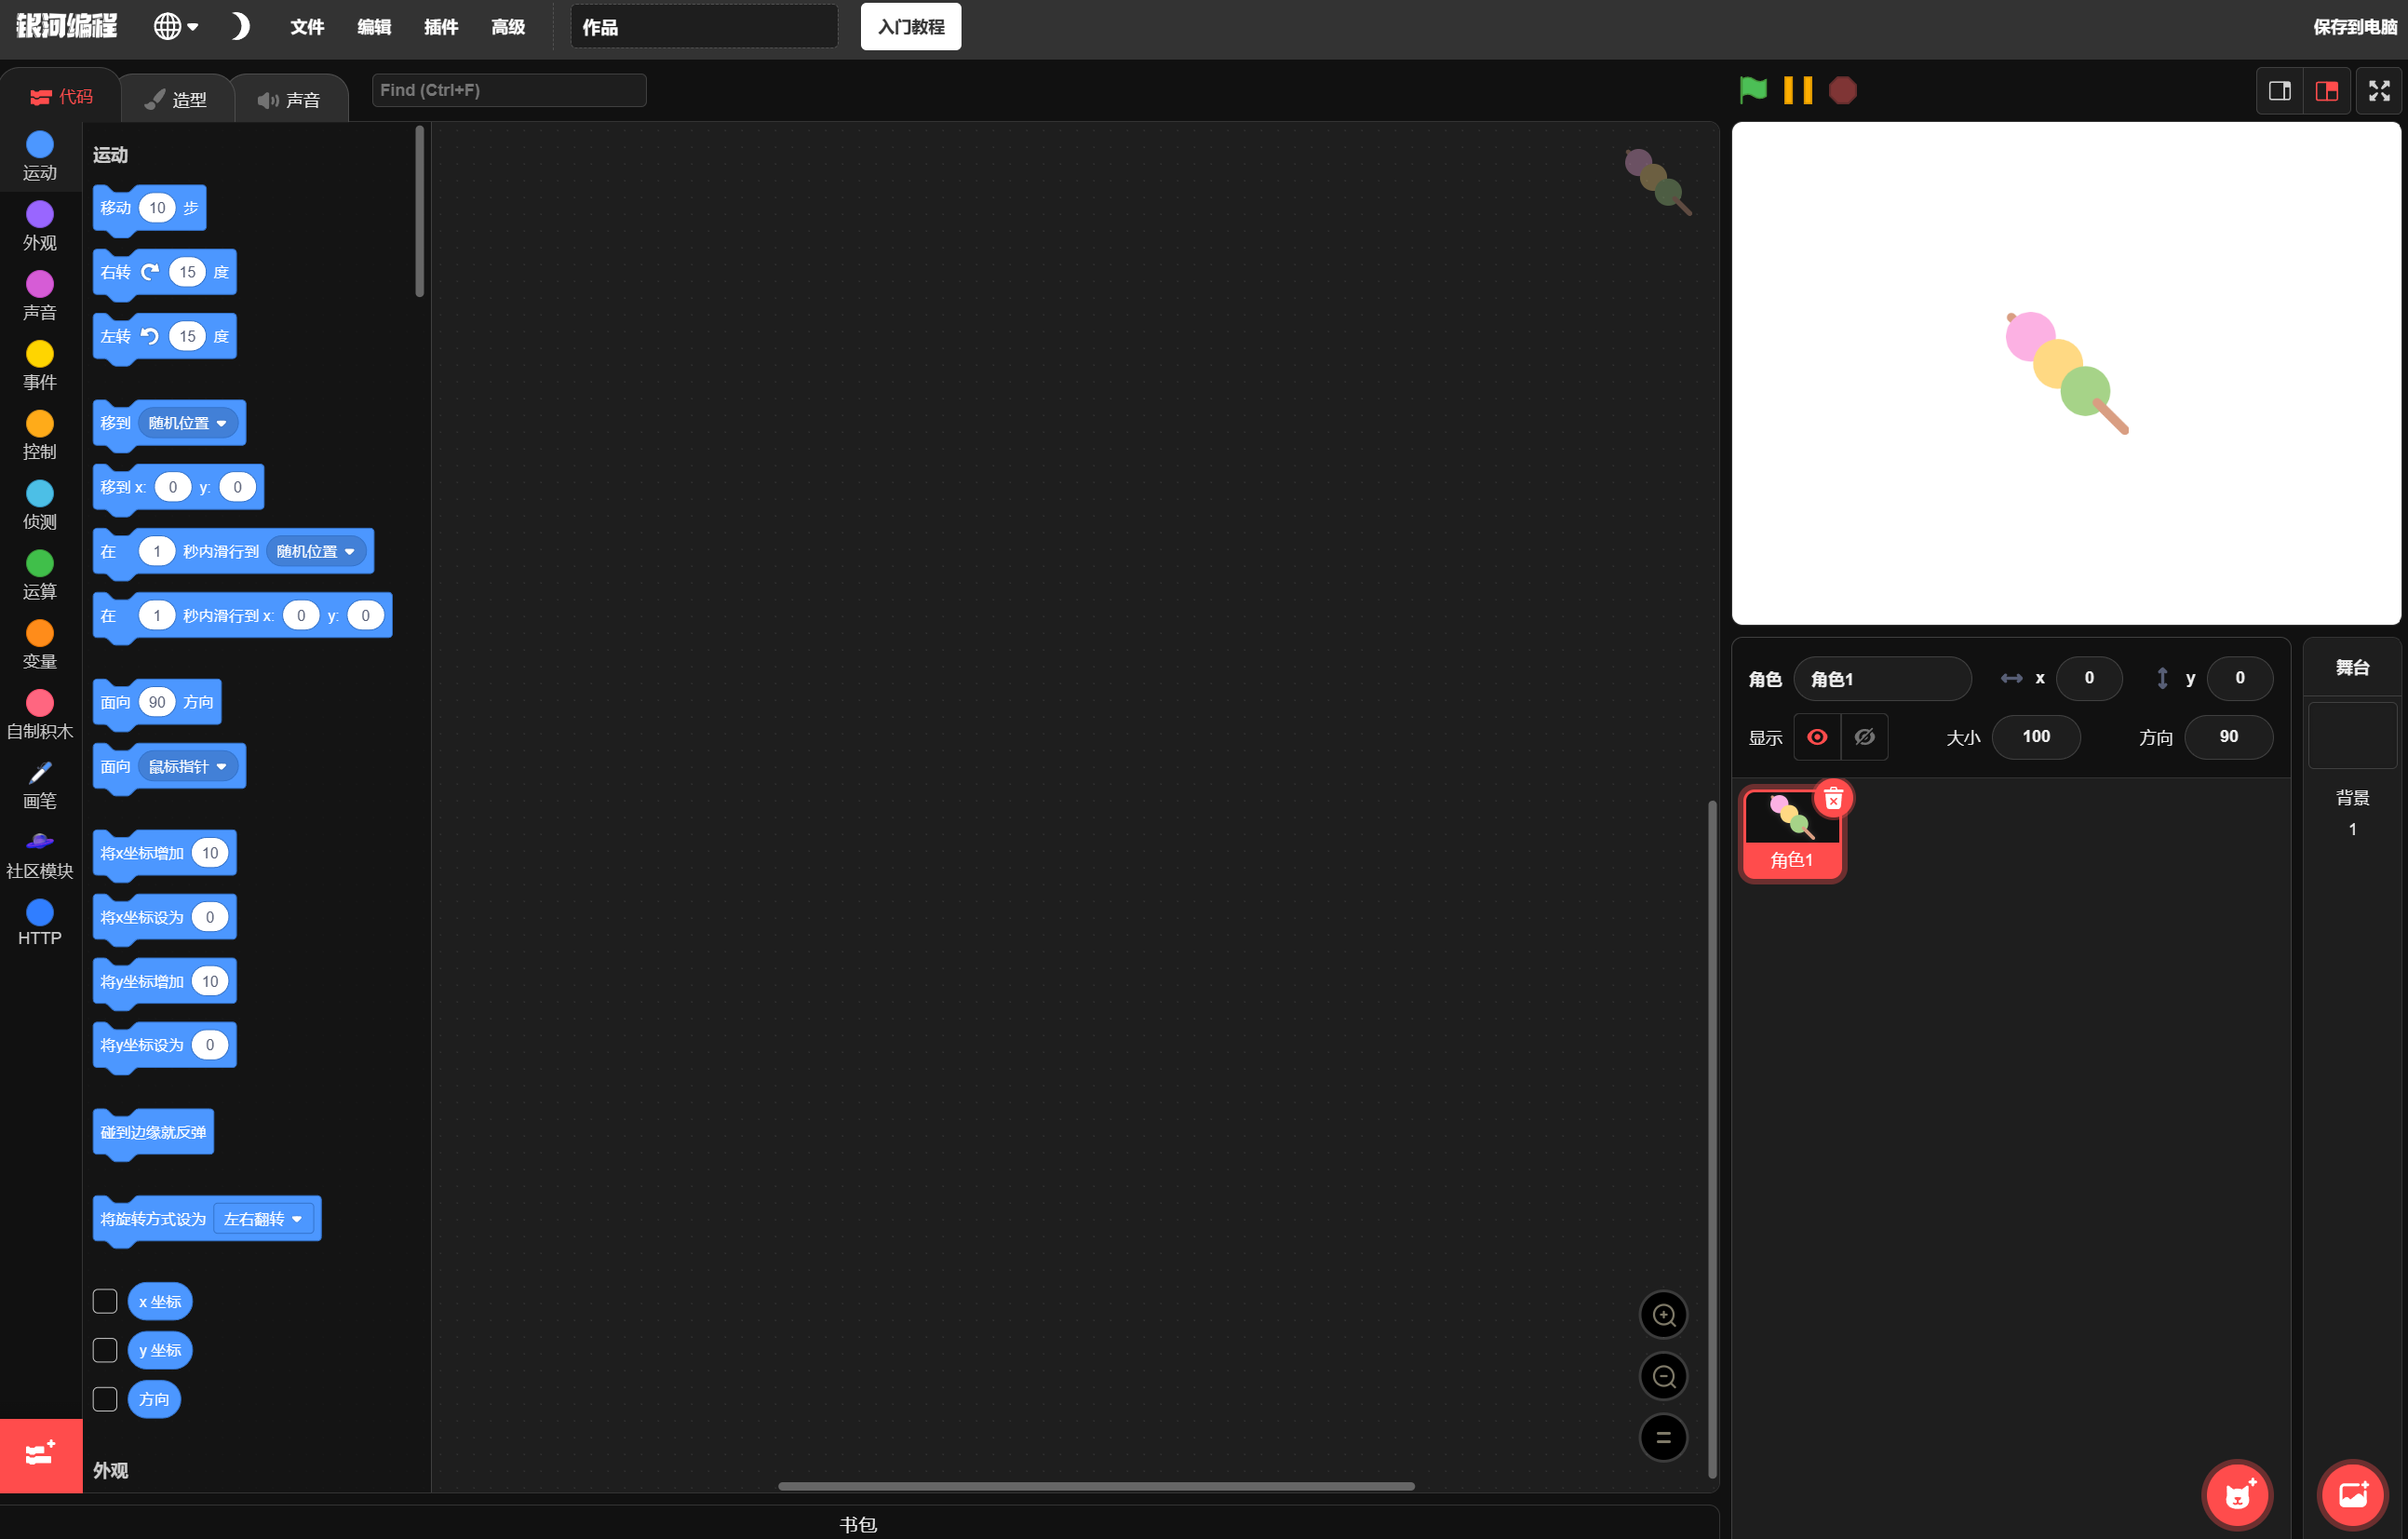 银河编程 文件 编辑 插件 高级 作品 入门教程 保存到电脑
代码 造型 声音 Find (Ctrl+F)
运动
外观
声音
事件
控制
侦测
运算
变量
自制积木
画笔
社区模块
HTTP
运动
移动 10 步
右转 15 度
左转 15 度
移到 随机位置
移到 x: 0 y: 0
在 1 秒内滑行到 随机位置
在 1 秒内滑行到 x: 0 y: 0
面向 90 方向
面向 鼠标指针
将x坐标增加 10
将x坐标设为 0
将y坐标增加 10
将y坐标设为 0
碰到边缘就反弹
将旋转方式设为 左右翻转
x 坐标
y 坐标
方向
外观
书包
角色 角色1 x 0 y 0
显示 大小 100 方向 90
角色1
舞台
背景
1